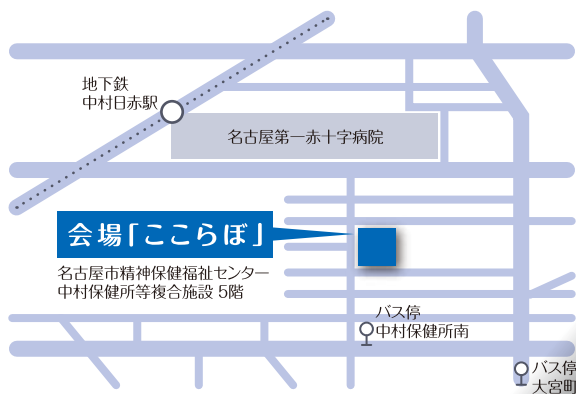 地下鉄
中村日赤駅
名古屋第一赤十字病院
会場「ここらぼ」
名古屋市精神保健福祉センター
中村保健所等複合施設 5階
バス停
中村保健所南
バス停
大宮町